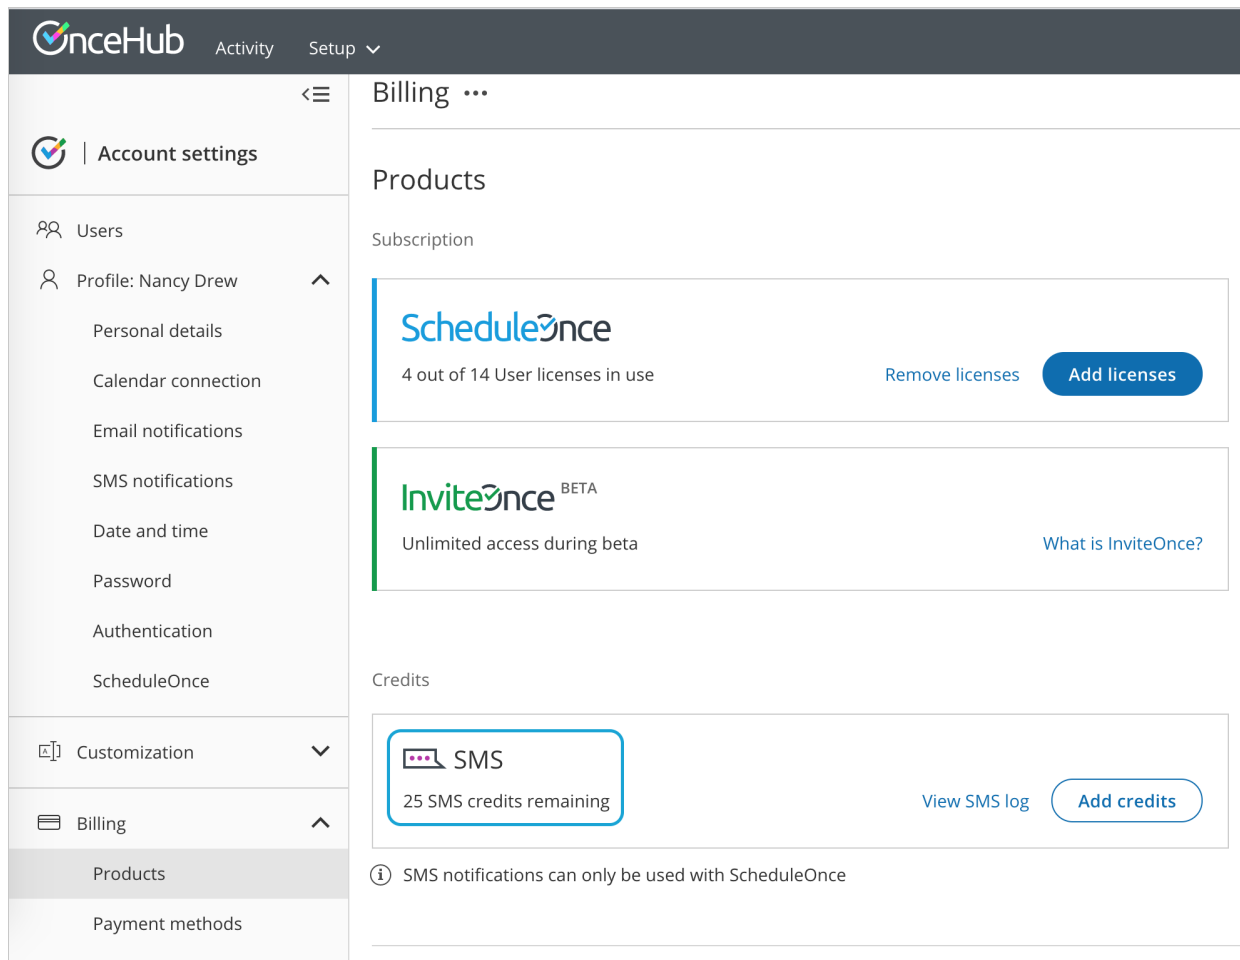 OnceHub
Activity
Setup
Billing
Account settings
Products
Users
Subscription
Profile: Nancy Drew
Personal details
Calendar connection
Email notifications
SMS notifications
Date and time
Password
Authentication
ScheduleOnce
Customization
Billing
Products
Payment methods
ScheduleOnce
4 out of 14 User licenses in use
Remove licenses
Add licenses
InviteOnce BETA
Unlimited access during beta
What is InviteOnce?
Credits
SMS
25 SMS credits remaining
View SMS log
Add credits
SMS notifications can only be used with ScheduleOnce